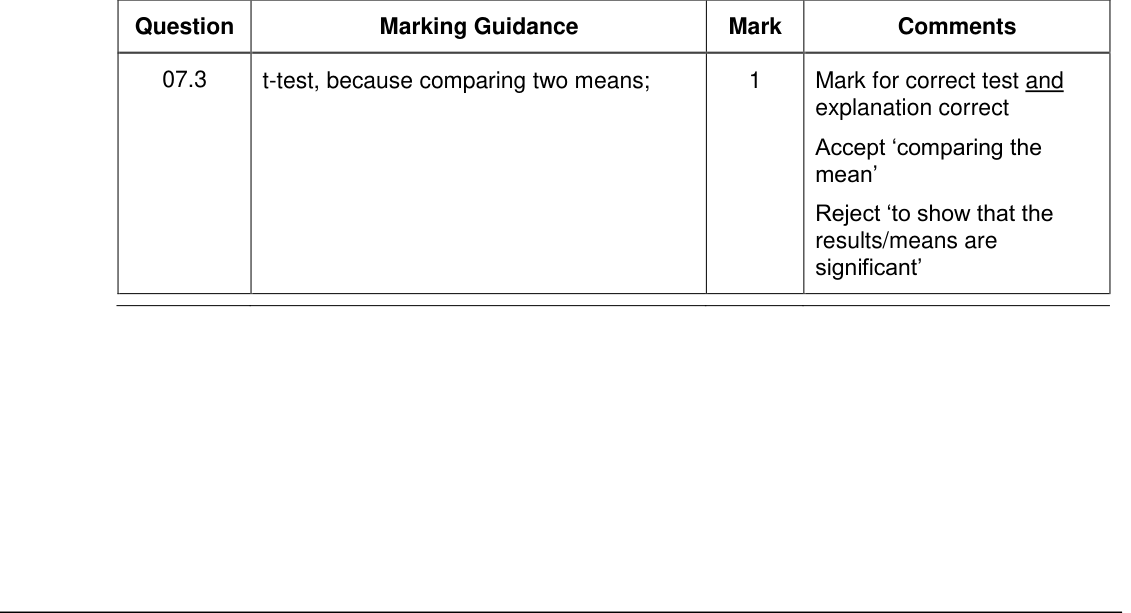 Question Marking Guidance Mark Comments
07.3 t-test, because comparing two means; 1 Mark for correct test and
explanation correct
Accept ‘comparing the
mean’
Reject ‘to show that the
results/means are
significant’